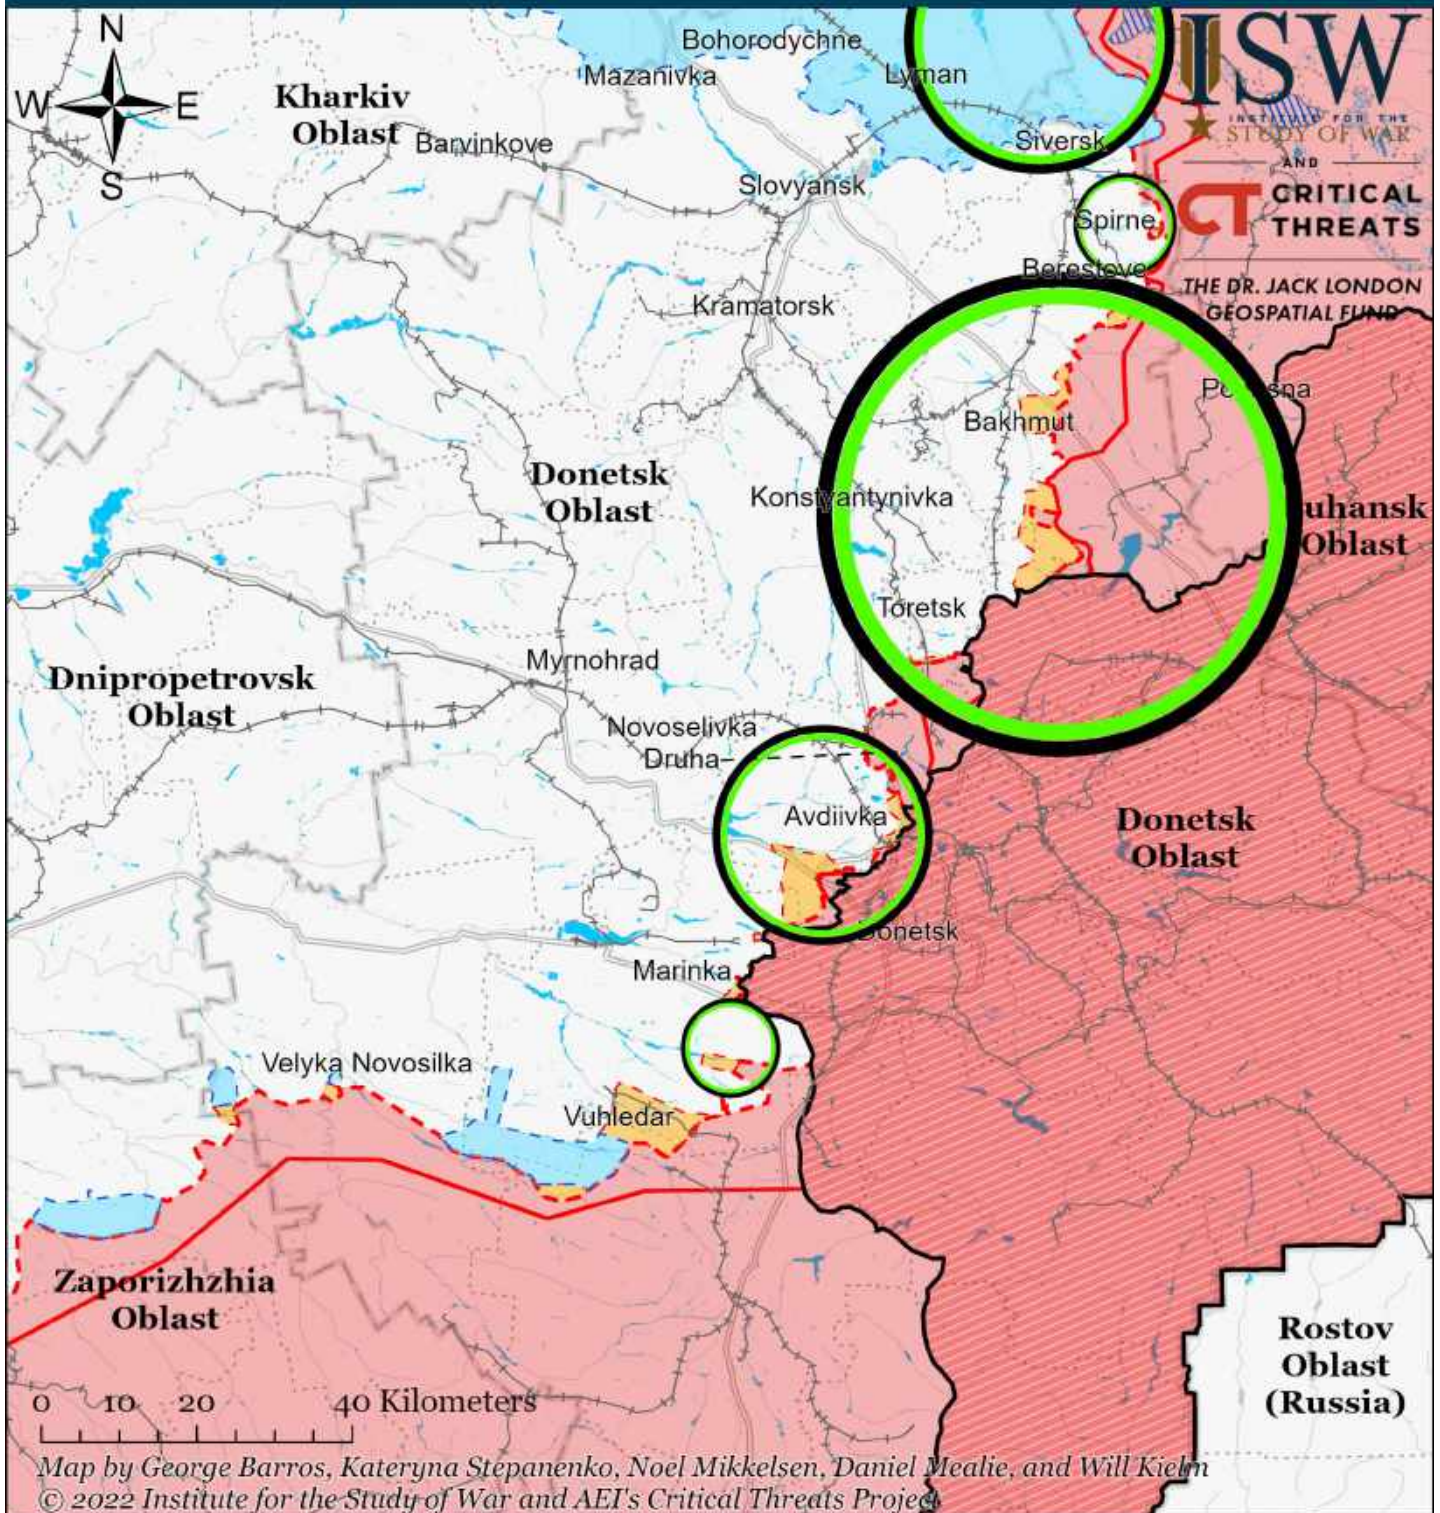 N
W
E
S
Kharkiv
Oblast
Barvinkove
Bohorodychne
Mazanivka
Lyman
ISW
INSTITUTE FOR THE
STUDY OF WAR
AND
CT CRITICAL
THREATS
THE DR. JACK LONDON
GEOSPATIAL FUND
Siversk
Slovyansk
Spirne
Berestove
Kramatorsk
Bakhmut
Donetsk
Oblast
Konstyantynivka
uhansk
Oblast
Toretsk
Myrnohrad
Dnipropetrovsk
Oblast
Novoselivka
Druha
Avdiivka
Donetsk
Oblast
Donetsk
Marinka
Velyka Novosilka
Vuhledar
Zaporizhzhia
Oblast
Rostov
Oblast
(Russia)
0 10 20 40 Kilometers
Map by George Barros, Kateryna Stepanenko, Noel Mikkelsen, Daniel Mealie, and Will Kielm
© 2022 Institute for the Study of War and AEI's Critical Threats Project